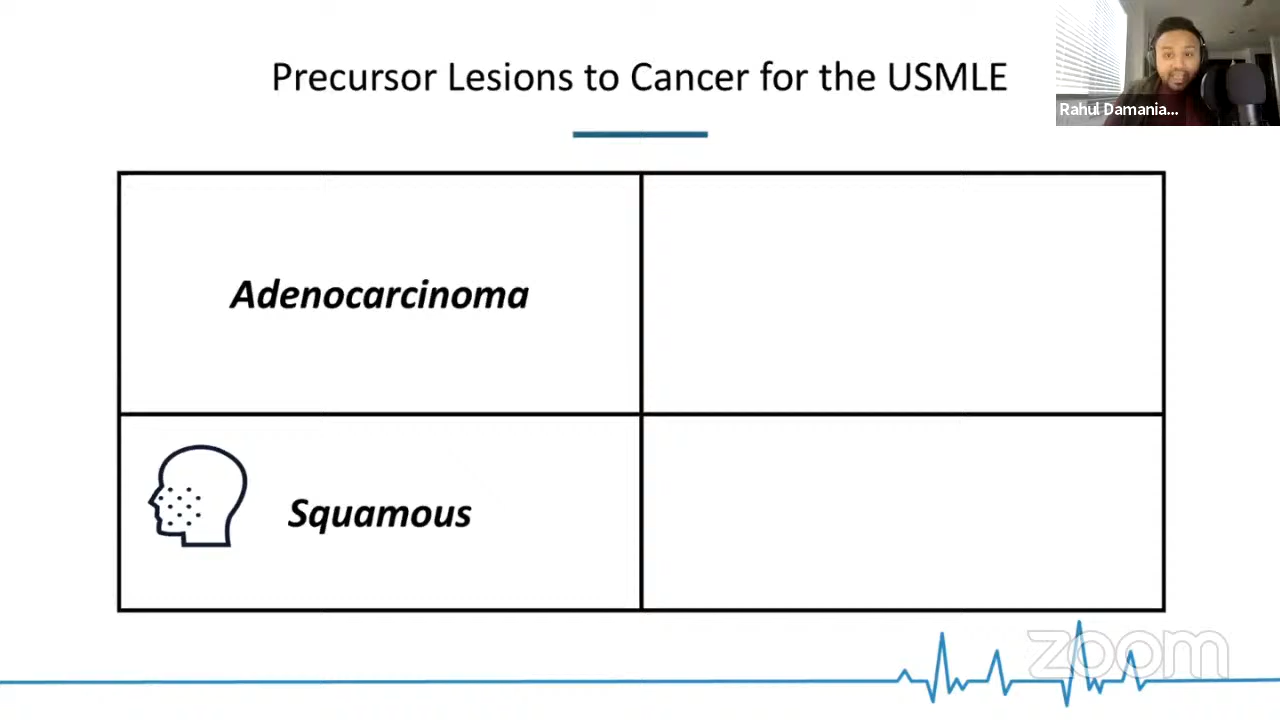 Precursor Lesions to Cancer for the USMLE
Rahul Damania...
Adenocarcinoma
Squamous
zoom